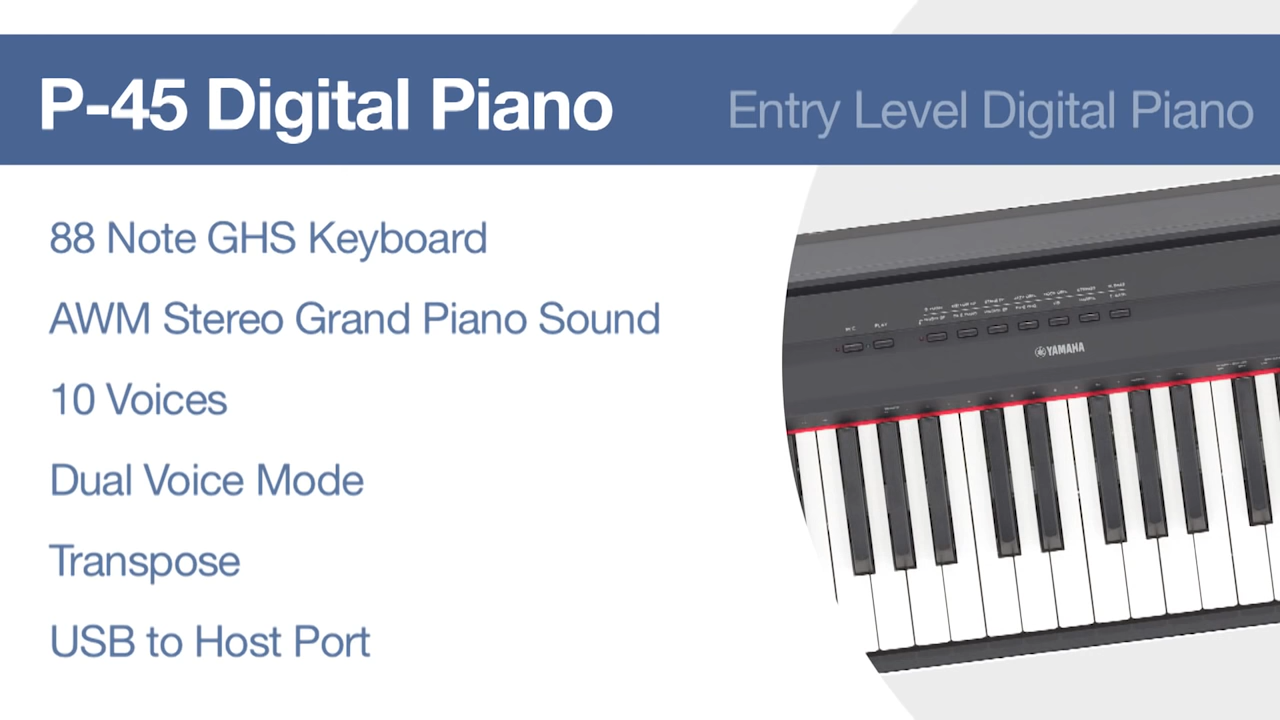 P-45 Digital Piano
Entry Level Digital Piano
88 Note GHS Keyboard
AWM Stereo Grand Piano Sound
10 Voices
Dual Voice Mode
Transpose
USB to Host Port
PLAY
YAMAHA